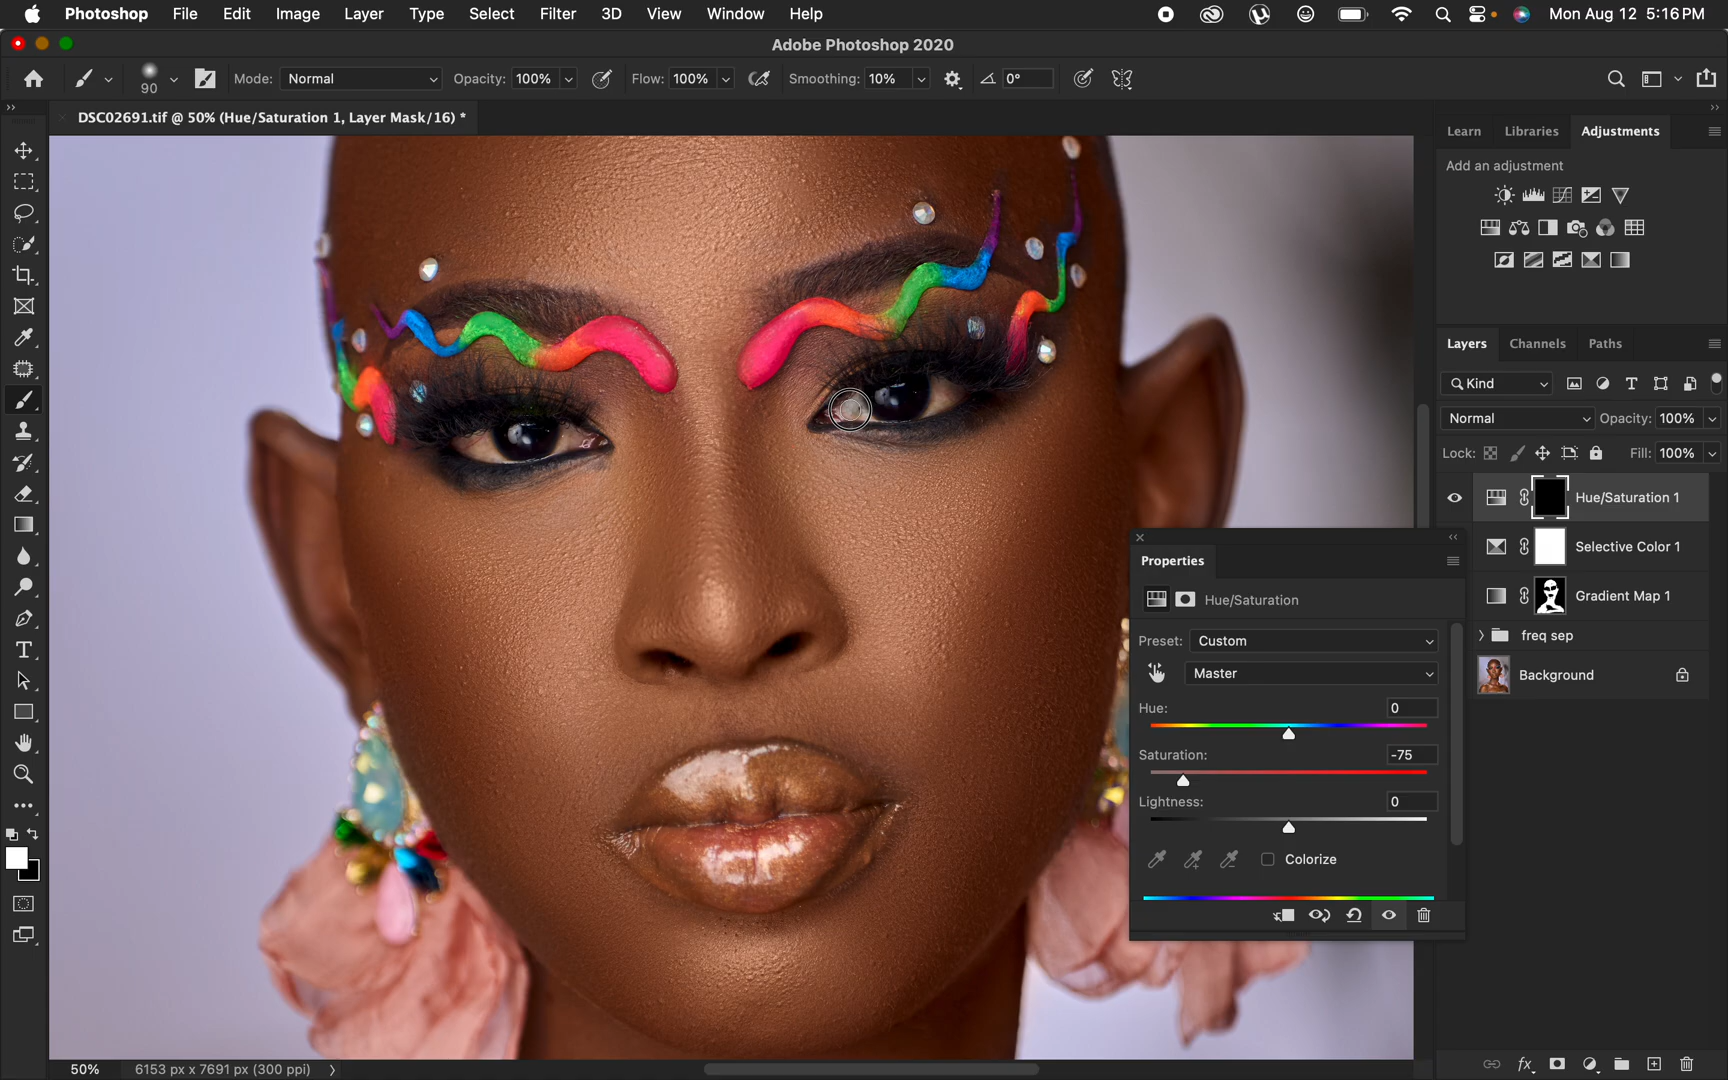 Photoshop File Edit Image Layer Type Select Filter 3D View Window Help Mon Aug 12 5:16 PM
Adobe Photoshop 2020
90 Mode: Normal Opacity: 100% Flow: 100% Smoothing: 10% 0°
DSC02691.tif @ 50% (Hue/Saturation 1, Layer Mask/16) *
Learn Libraries Adjustments
Add an adjustment
Layers Channels Paths
Kind
Normal Opacity: 100%
Lock: Fill: 100%
Hue/Saturation 1
Selective Color 1
Gradient Map 1
freq sep
Background
Properties
Hue/Saturation
Preset: Custom
Master
Hue: 0
Saturation: -75
Lightness: 0
Colorize
50% 6153 px x 7691 px (300 ppi)